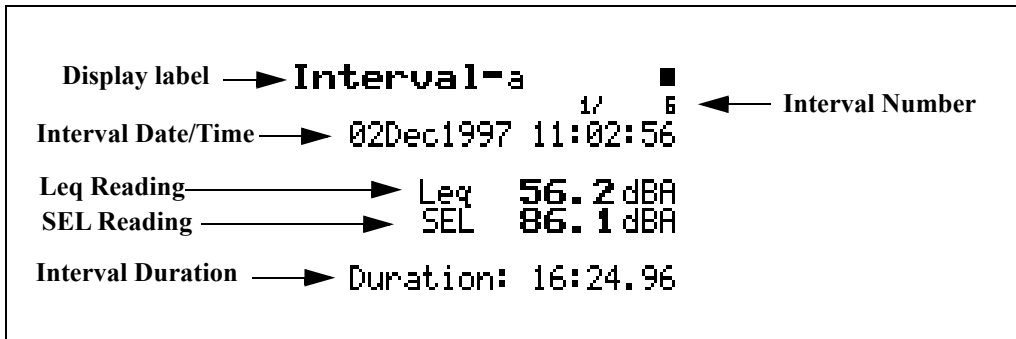 Display label Interval-a
1/ 6 Interval Number
Interval Date/Time 02Dec1997 11:02:56
Leq Reading Leq 56.2 dBA
SEL Reading SEL 86.1 dBA
Interval Duration Duration: 16:24.96